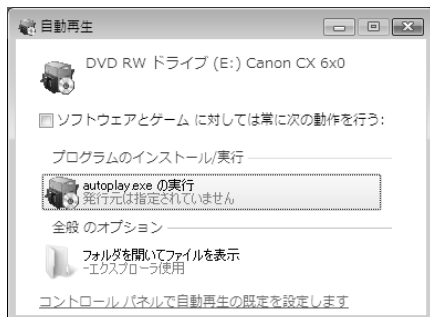 自動再生
DVD RW ドライブ (E:) Canon CX 6x0
ソフトウェアとゲーム に対しては常に次の動作を行う:
プログラムのインストール/実行
autoplay.exe の実行
発行元は指定されていません
全般 のオプション
フォルダを開いてファイルを表示
-エクスプローラ使用
コントロール パネルで自動再生の既定を設定します